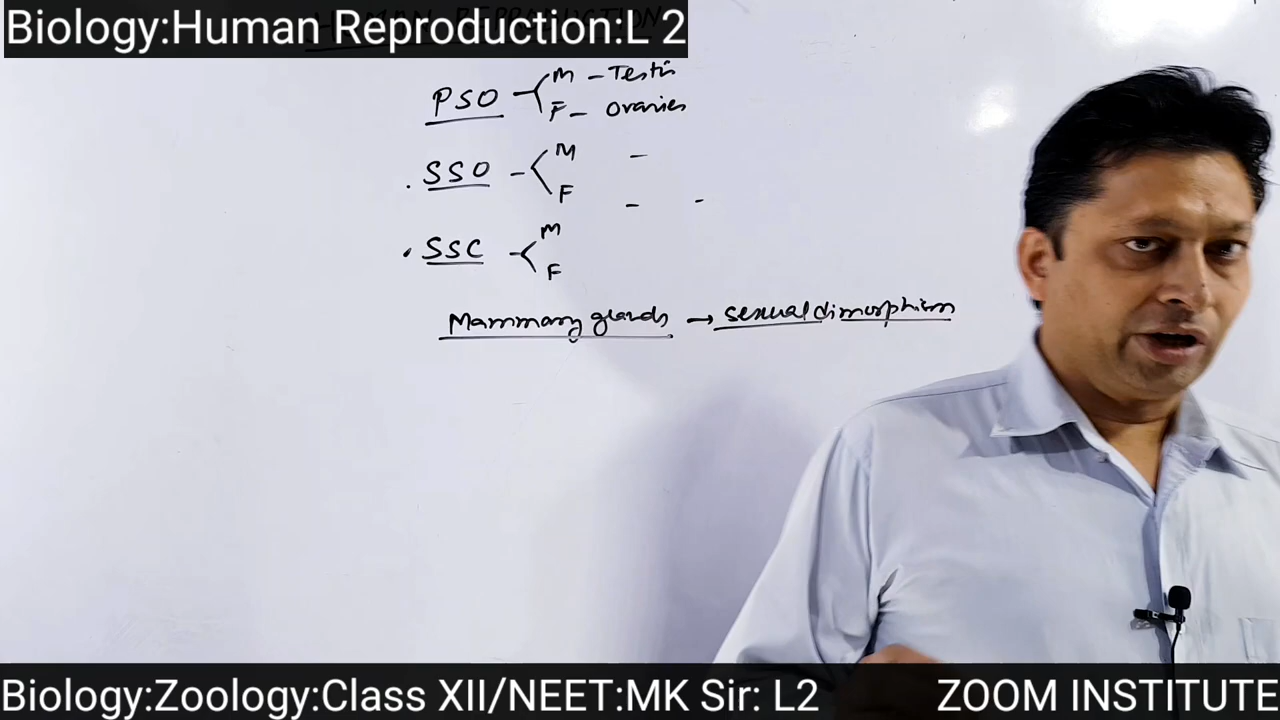 Biology:Human Reproduction:L 2
PSO M - Testis
F - Ovaries
SSO - M -
F - -
SSC - M
F
Mammary glands → sexual dimorphism
Biology:Zoology:Class XII/NEET:MK Sir: L2
ZOOM INSTITUTE